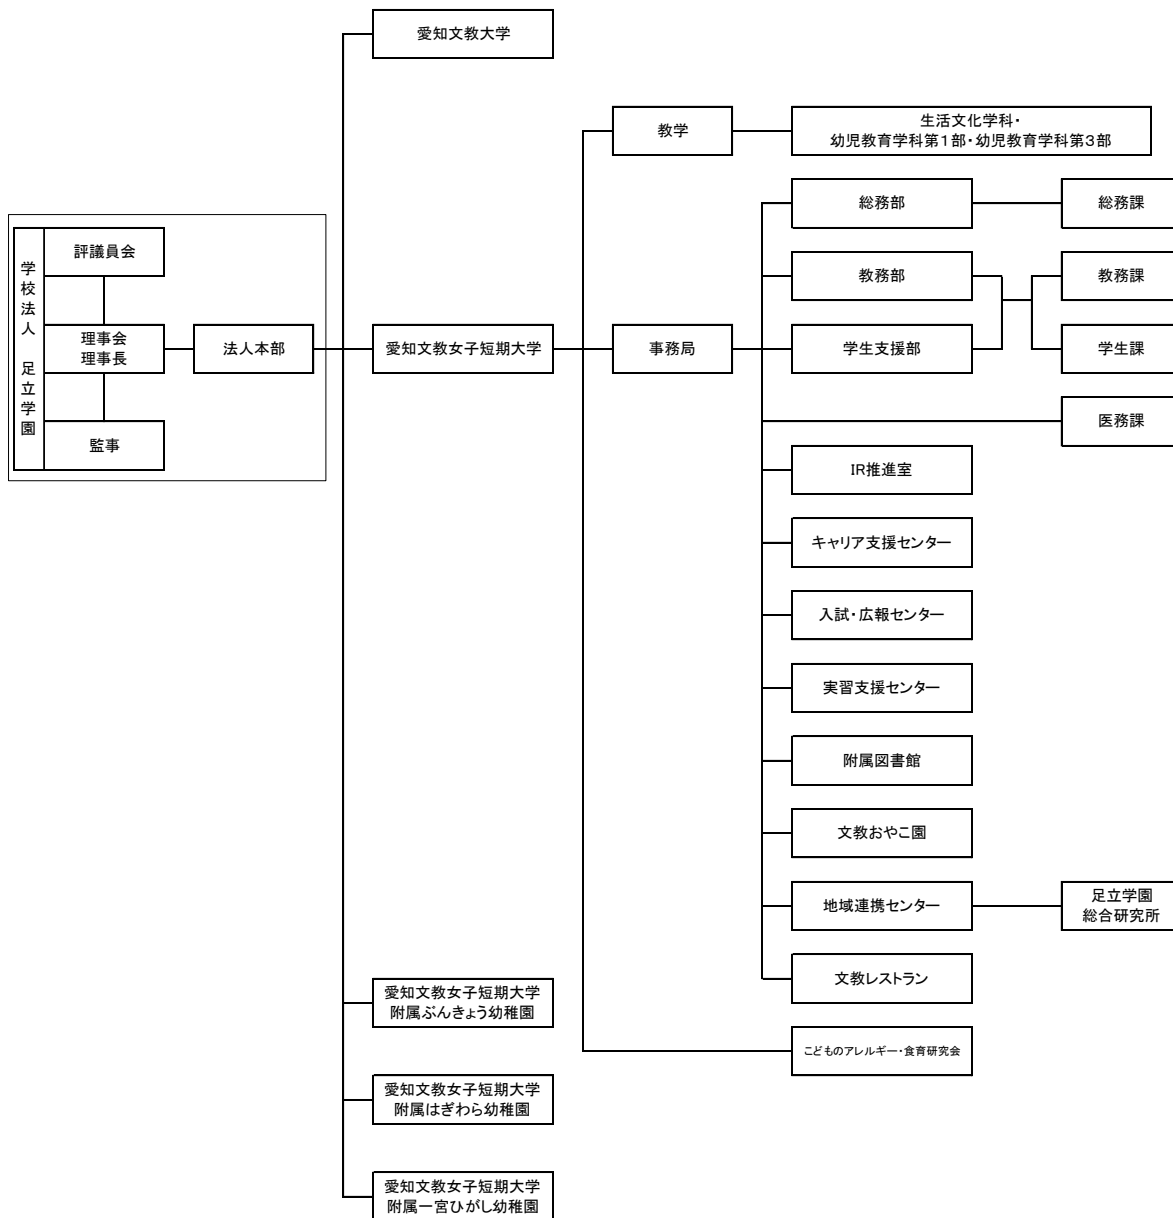 愛知文教大学
教学
生活文化学科・
幼児教育学科第1部・幼児教育学科第3部
総務部
総務課
学校法人 足立学園
評議員会
教務部
教務課
理事会
理事長
法人本部
愛知文教女子短期大学
事務局
学生支援部
学生課
監事
医務課
IR推進室
キャリア支援センター
入試・広報センター
実習支援センター
附属図書館
文教おやこ園
地域連携センター
足立学園
総合研究所
文教レストラン
愛知文教女子短期大学
附属ぶんきょう幼稚園
こどものアレルギー・食育研究会
愛知文教女子短期大学
附属はぎわら幼稚園
愛知文教女子短期大学
附属一宮ひがし幼稚園